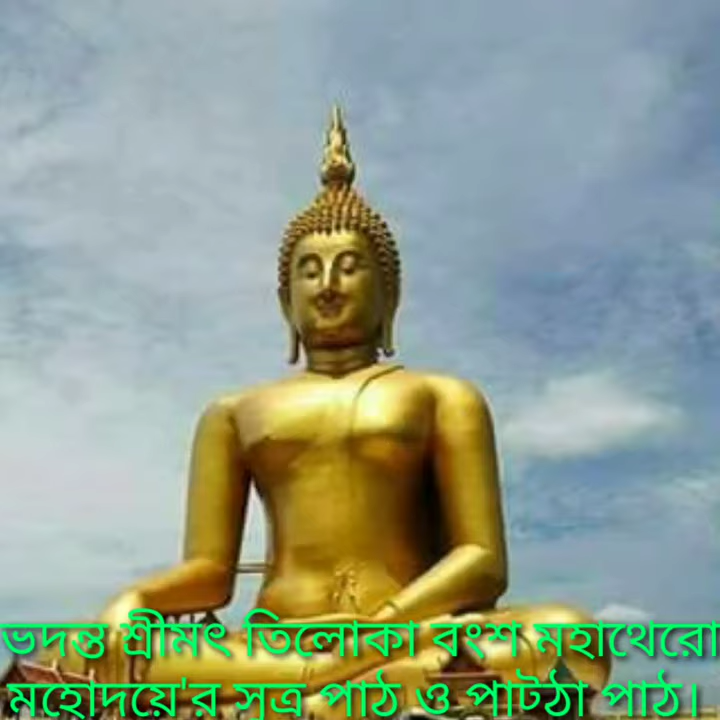 ভদন্ত শ্রীমৎ তিলোকা বংশ মহাথেরো
মহোদয়ে'র সূত্র পাঠ ও পাটঠা পাঠ।